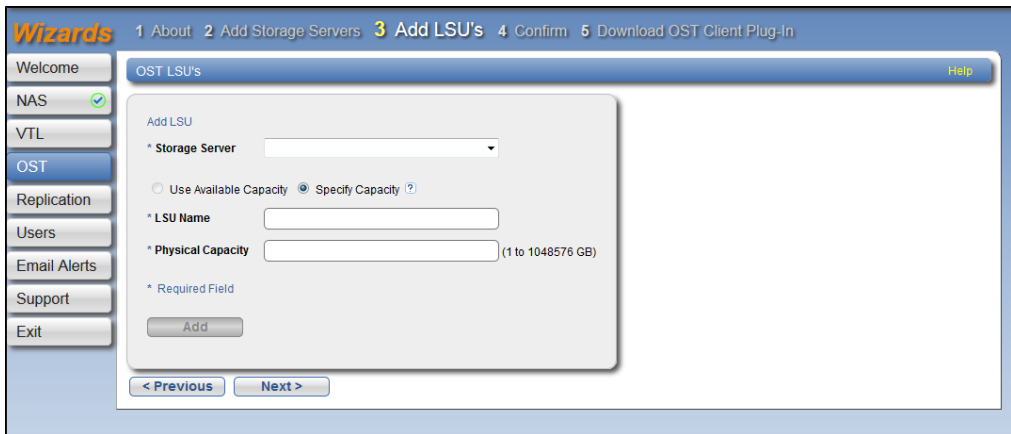 Wizards
1 About 2 Add Storage Servers 3 Add LSU's 4 Confirm 5 Download OST Client Plug-In
Welcome
NAS
VTL
OST
Replication
Users
Email Alerts
Support
Exit
OST LSU's
Help
Add LSU
* Storage Server
Use Available Capacity Specify Capacity ?
* LSU Name
* Physical Capacity (1 to 1048576 GB)
* Required Field
Add
< Previous Next >